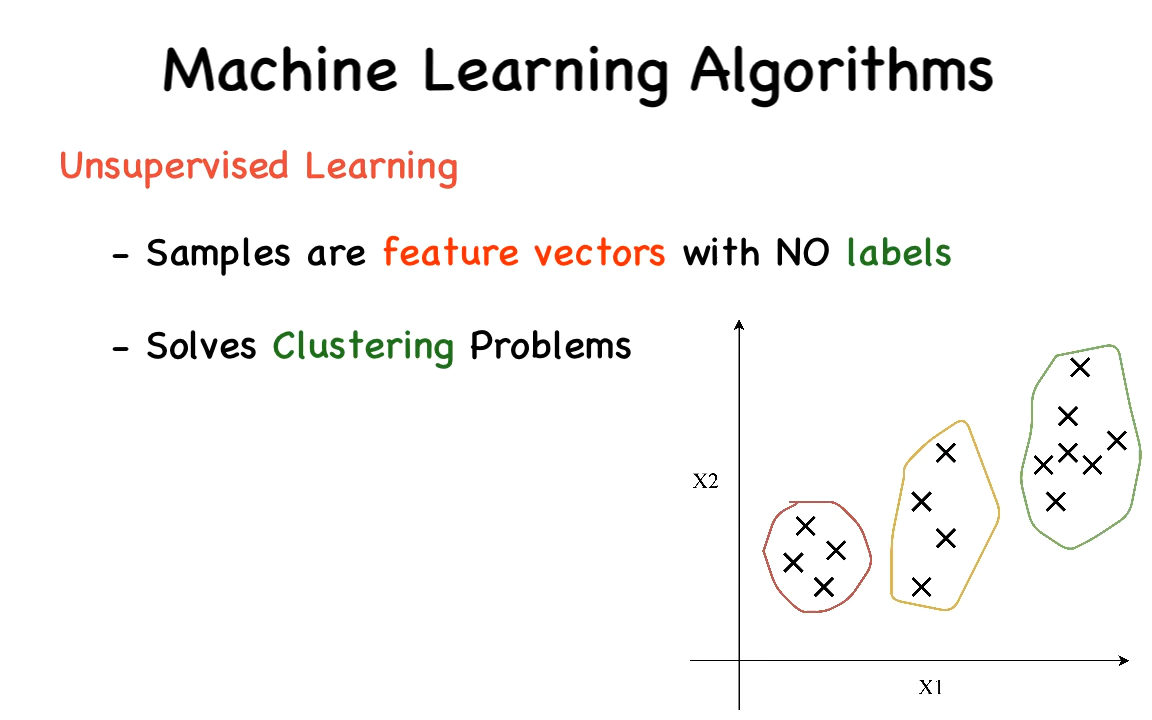 Machine Learning Algorithms
Unsupervised Learning
- Samples are feature vectors with NO labels
- Solves Clustering Problems
X2
X1